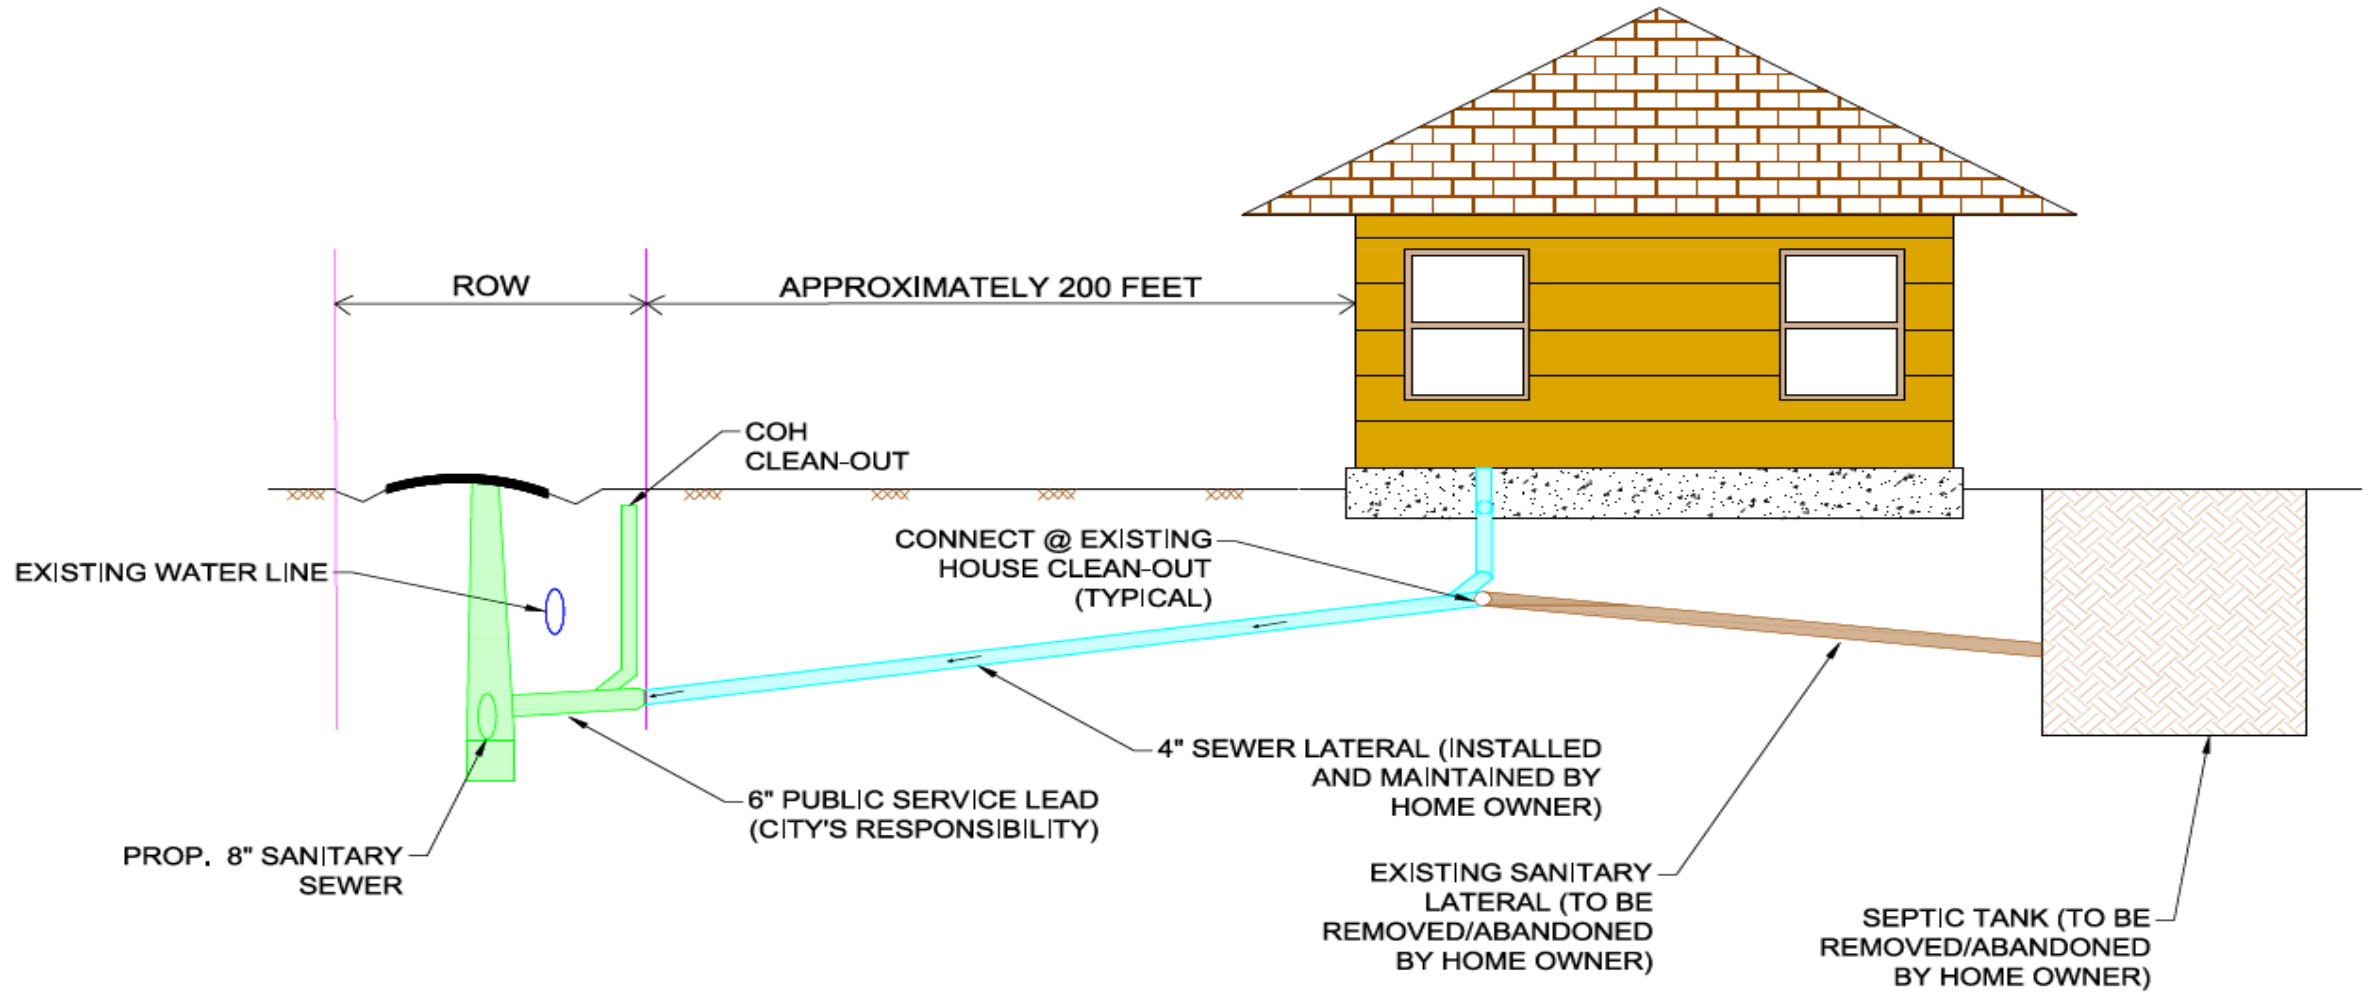 ROW
APPROXIMATELY 200 FEET
COH
CLEAN-OUT
EXISTING WATER LINE
CONNECT @ EXISTING
HOUSE CLEAN-OUT
(TYPICAL)
4" SEWER LATERAL (INSTALLED
AND MAINTAINED BY
HOME OWNER)
6" PUBLIC SERVICE LEAD
(CITY'S RESPONSIBILITY)
PROP. 8" SANITARY
SEWER
EXISTING SANITARY
LATERAL (TO BE
REMOVED/ABANDONED
BY HOME OWNER)
SEPTIC TANK (TO BE
REMOVED/ABANDONED
BY HOME OWNER)